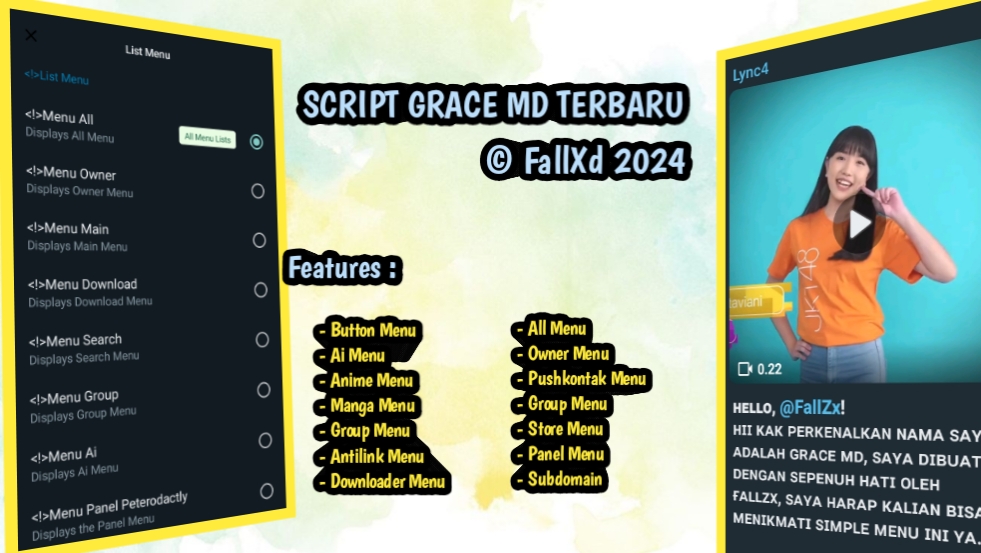 List Menu
<!>List Menu
<!>Menu All
Displays All Menu
All Menu Lists
<!>Menu Owner
Displays Owner Menu
<!>Menu Main
Displays Main Menu
<!>Menu Download
Displays Download Menu
<!>Menu Search
Displays Search Menu
<!>Menu Group
Displays Group Menu
<!>Menu Ai
Displays Ai Menu
<!>Menu Panel Peterodactly
Displays the Panel Menu
SCRIPT GRACE MD TERBARU
© FallXd 2024
Features :
- Button Menu
- Ai Menu
- Anime Menu
- Manga Menu
- Group Menu
- Antilink Menu
- Downloader Menu
- All Menu
- Owner Menu
- Pushkontak Menu
- Group Menu
- Store Menu
- Panel Menu
- Subdomain
Lync4
JKT48
taviani
0.22
HELLO, @FallZx!
HII KAK PERKENALKAN NAMA SAY
ADALAH GRACE MD, SAYA DIBUAT
DENGAN SEPENUH HATI OLEH
FALLZX, SAYA HARAP KALIAN BISA
MENIKMATI SIMPLE MENU INI YA.